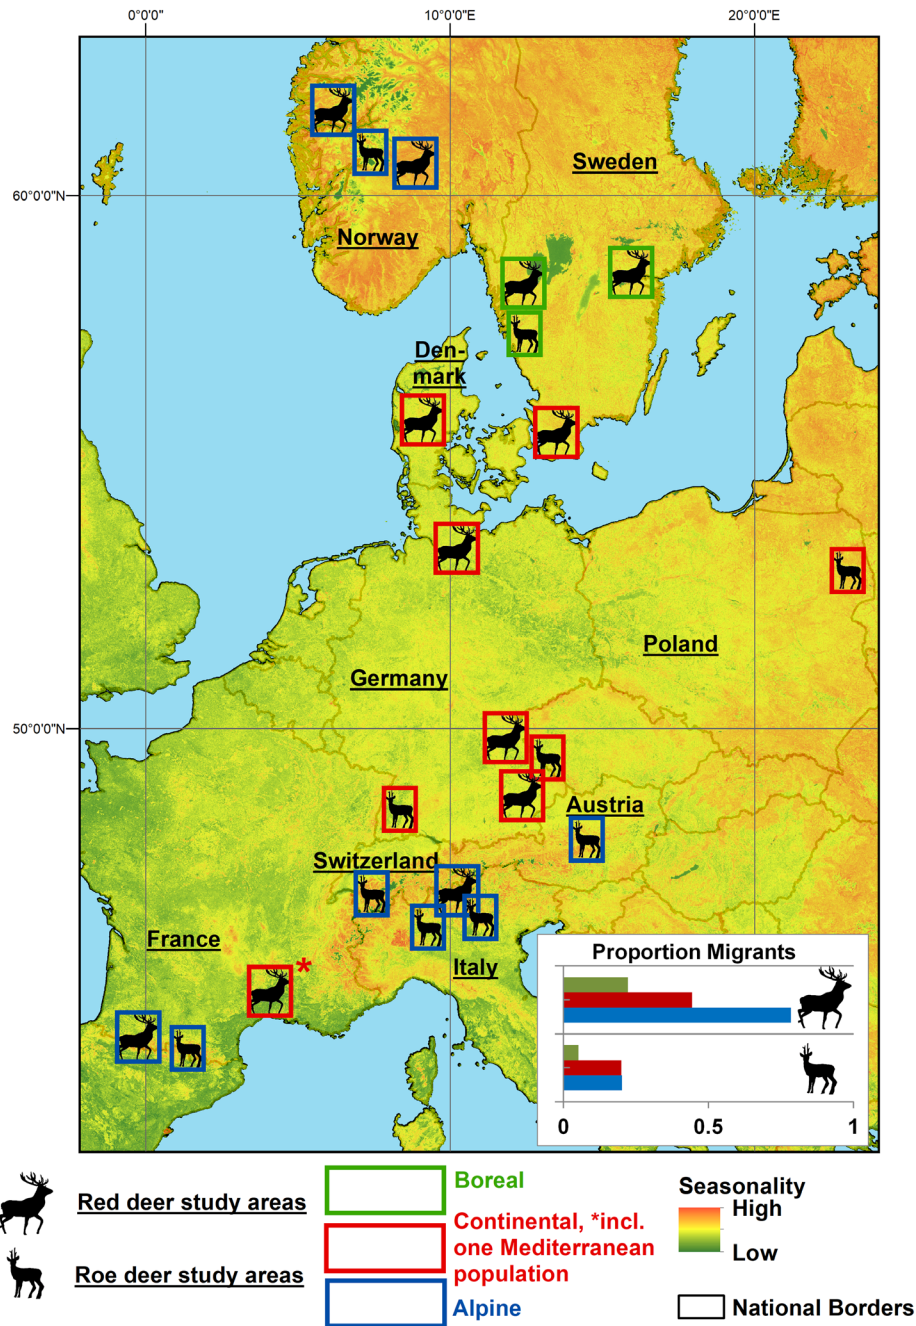 0°0'0" 10°0'0"E 20°0'0"E
Sweden
60°0'0"N
Norway
Den-
mark
Poland
Germany
50°0'0"N
Austria
Switzerland
France
*
Italy
Proportion Migrants
0 0.5 1
Red deer study areas
Roe deer study areas
Boreal
Continental, *incl.
one Mediterranean
population
Alpine
Seasonality
High
Low
National Borders